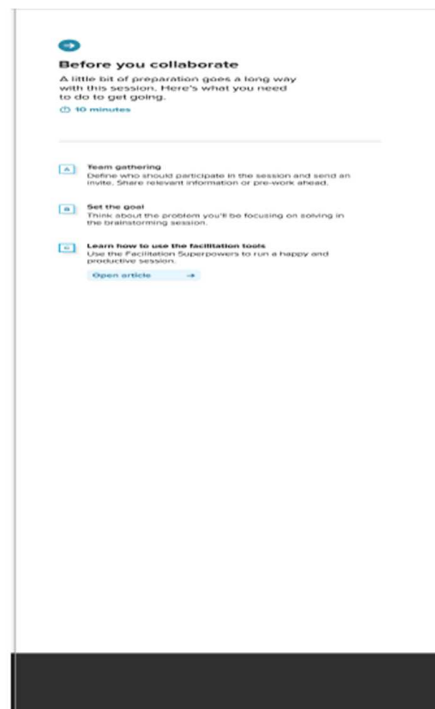 Before you collaborate
A little bit of preparation goes a long way
with this session. Here's what you need
to do to get going.
10 minutes
A
Team gathering
Define who should participate in the session and send an
invite. Share relevant information or pre-work ahead.
B
Set the goal
Think about the problem you'll be focusing on solving in
the brainstorming session.
C
Learn how to use the facilitation tools
Use the Facilitation Superpowers to run a happy and
productive session.
Open article →